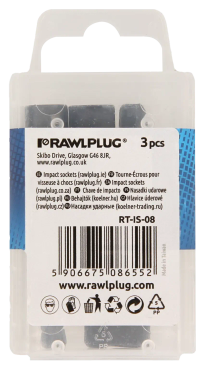 RAWLPLUG® 3 pcs
Skibo Drive, Glasgow G46 8JR,
www.rawlplug.co.uk
Impact sockets (rawlplug.ie) Tourne-Écrous pour
visseuse à chocs (rawlplug.fr) Impact sockets
(rawlplug.co.za) Chave de impacto Nasadki udarowe
(rawlplug.pl) Behajtók (koelner.hu) Hlavice úderové
(rawlplug.cz) Насадки ударные (koelner-trading.ru)
RT-IS-08
5 906675 086552
www.rawlplug.com
5
PP